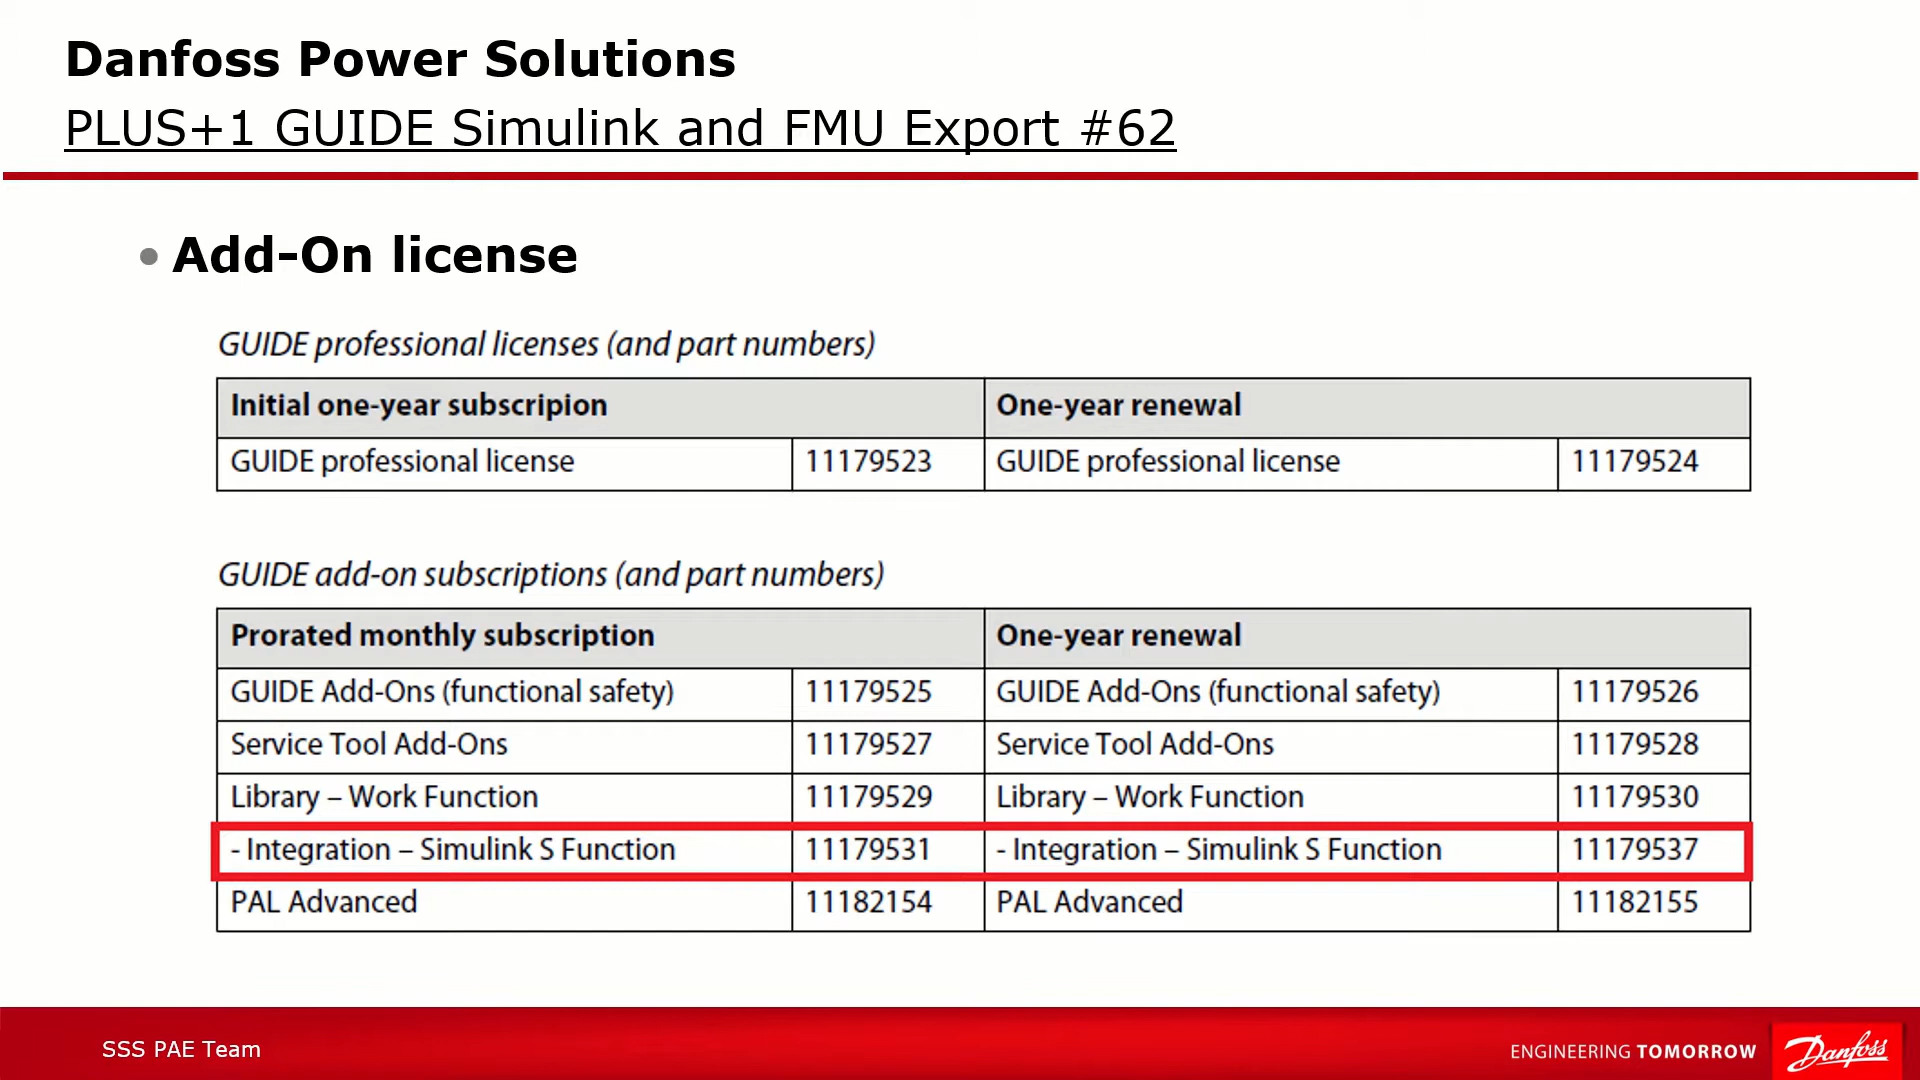 Danfoss Power Solutions
PLUS+1 GUIDE Simulink and FMU Export #62
• Add-On license
GUIDE professional licenses (and part numbers)
Initial one-year subscripion One-year renewal
GUIDE professional license 11179523 GUIDE professional license 11179524
GUIDE add-on subscriptions (and part numbers)
Prorated monthly subscription One-year renewal
GUIDE Add-Ons (functional safety) 11179525 GUIDE Add-Ons (functional safety) 11179526
Service Tool Add-Ons 11179527 Service Tool Add-Ons 11179528
Library – Work Function 11179529 Library – Work Function 11179530
- Integration – Simulink S Function 11179531 - Integration – Simulink S Function 11179537
PAL Advanced 11182154 PAL Advanced 11182155
SSS PAE Team
ENGINEERING TOMORROW
Danfoss